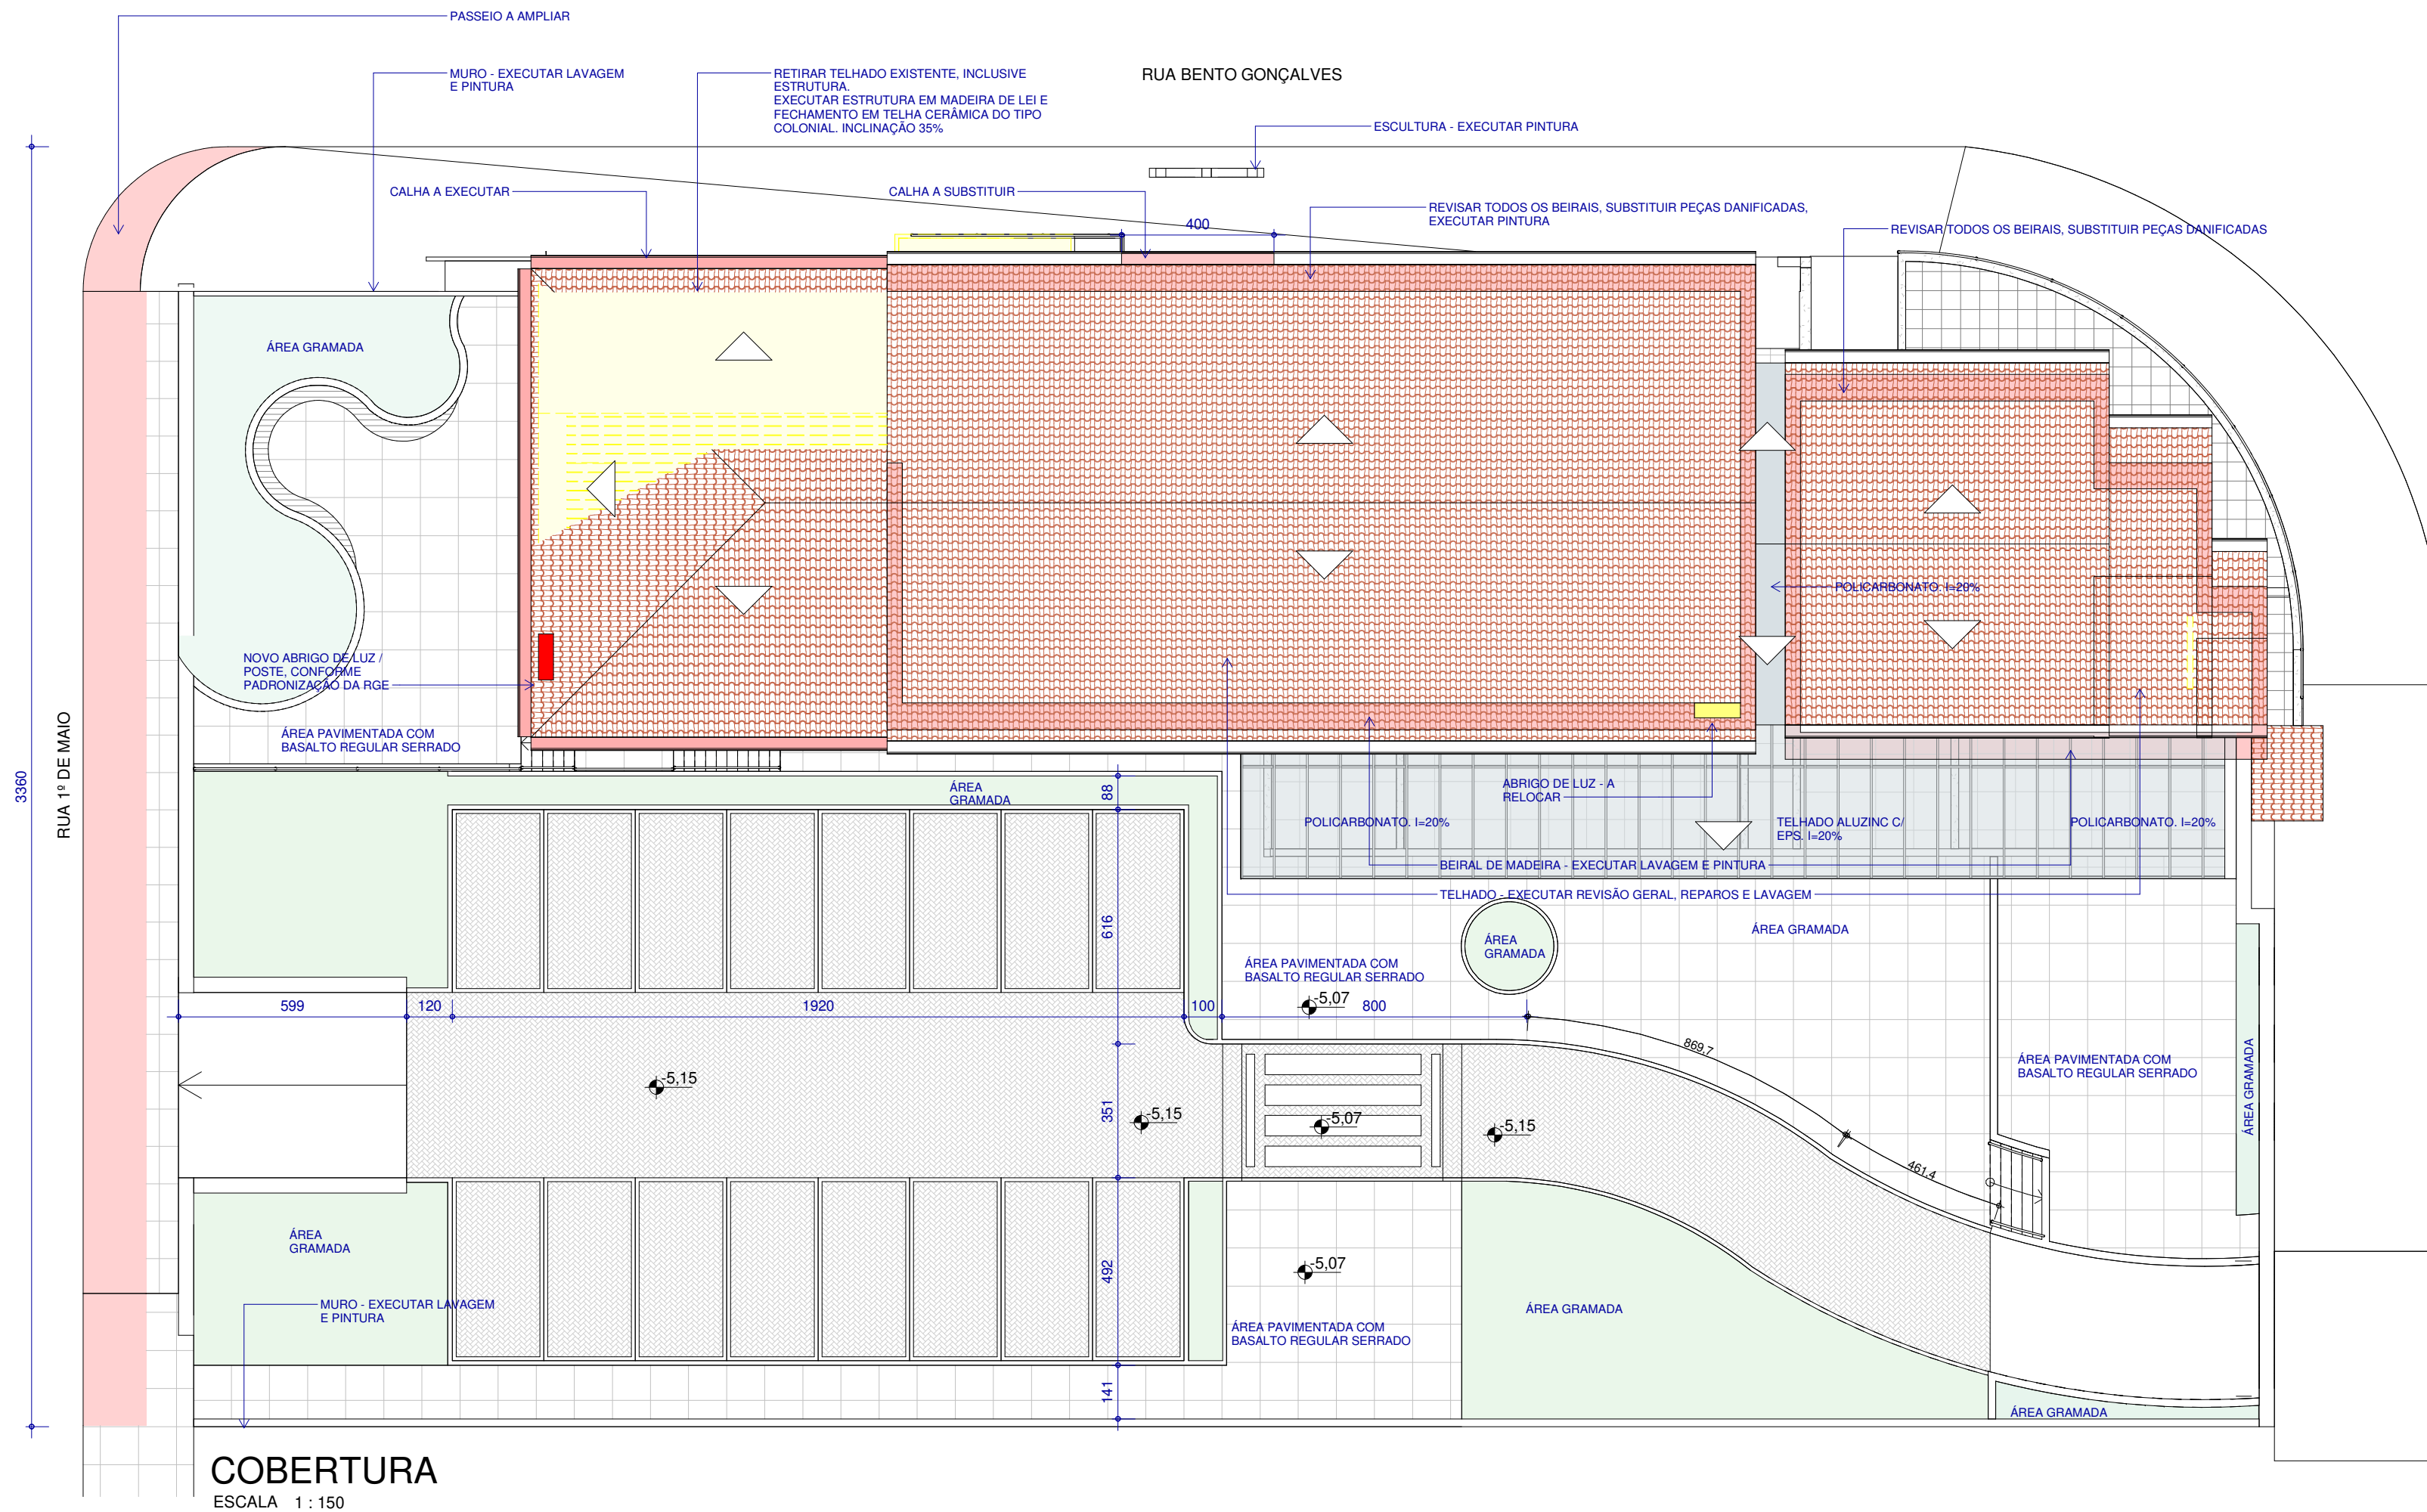 PASSEIO A AMPLIAR
MURO - EXECUTAR LAVAGEM
E PINTURA
RETIRAR TELHADO EXISTENTE, INCLUSIVE
ESTRUTURA.
EXECUTAR ESTRUTURA EM MADEIRA DE LEI E
FECHAMENTO EM TELHA CERÂMICA DO TIPO
COLONIAL. INCLINAÇÃO 35%
RUA BENTO GONÇALVES
ESCULTURA - EXECUTAR PINTURA
CALHA A EXECUTAR
CALHA A SUBSTITUIR
400
REVISAR TODOS OS BEIRAIS, SUBSTITUIR PEÇAS DANIFICADAS,
EXECUTAR PINTURA
REVISAR TODOS OS BEIRAIS, SUBSTITUIR PEÇAS DANIFICADAS
ÁREA GRAMADA
POLICARBONATO. I=20%
NOVO ABRIGO DE LUZ /
POSTE, CONFORME
PADRONIZAÇÃO DA RGE
ÁREA PAVIMENTADA COM
BASALTO REGULAR SERRADO
RUA 1º DE MAIO
3360
ÁREA
GRAMADA
88
ABRIGO DE LUZ - A
RELOCAR
POLICARBONATO. I=20%
TELHADO ALUZINC C/
EPS. I=20%
POLICARBONATO. I=20%
BEIRAL DE MADEIRA - EXECUTAR LAVAGEM E PINTURA
TELHADO - EXECUTAR REVISÃO GERAL, REPAROS E LAVAGEM
616
ÁREA
GRAMADA
ÁREA GRAMADA
ÁREA PAVIMENTADA COM
BASALTO REGULAR SERRADO
599
120
1920
100
-5,07
800
869.7
-5,15
351
-5,15
-5,07
-5,15
461.4
ÁREA PAVIMENTADA COM
BASALTO REGULAR SERRADO
ÁREA GRAMADA
ÁREA
GRAMADA
492
-5,07
MURO - EXECUTAR LAVAGEM
E PINTURA
ÁREA PAVIMENTADA COM
BASALTO REGULAR SERRADO
ÁREA GRAMADA
141
ÁREA GRAMADA
COBERTURA
ESCALA 1 : 150